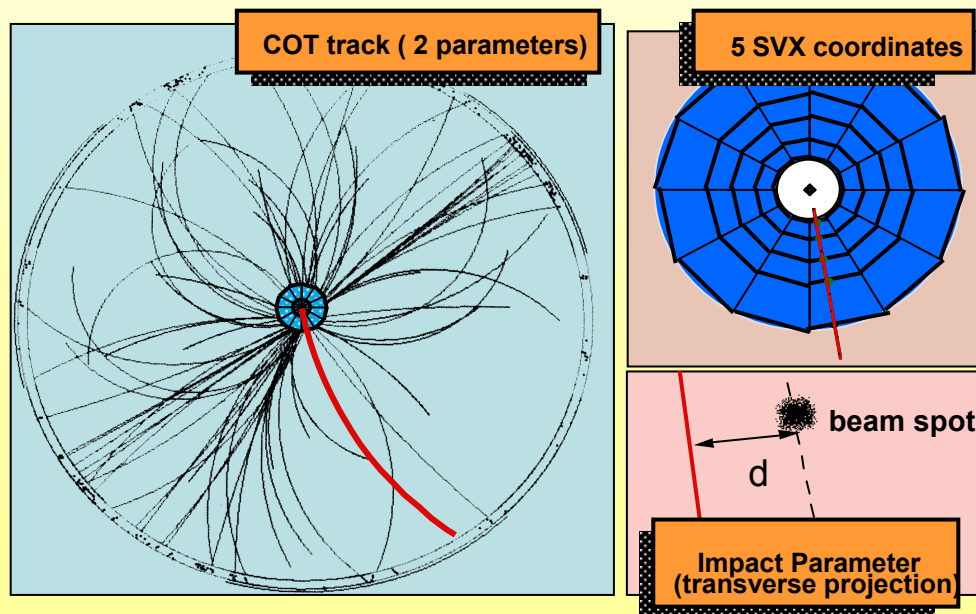 COT track ( 2 parameters)
5 SVX coordinates
beam spot
d
Impact Parameter
(transverse projection)